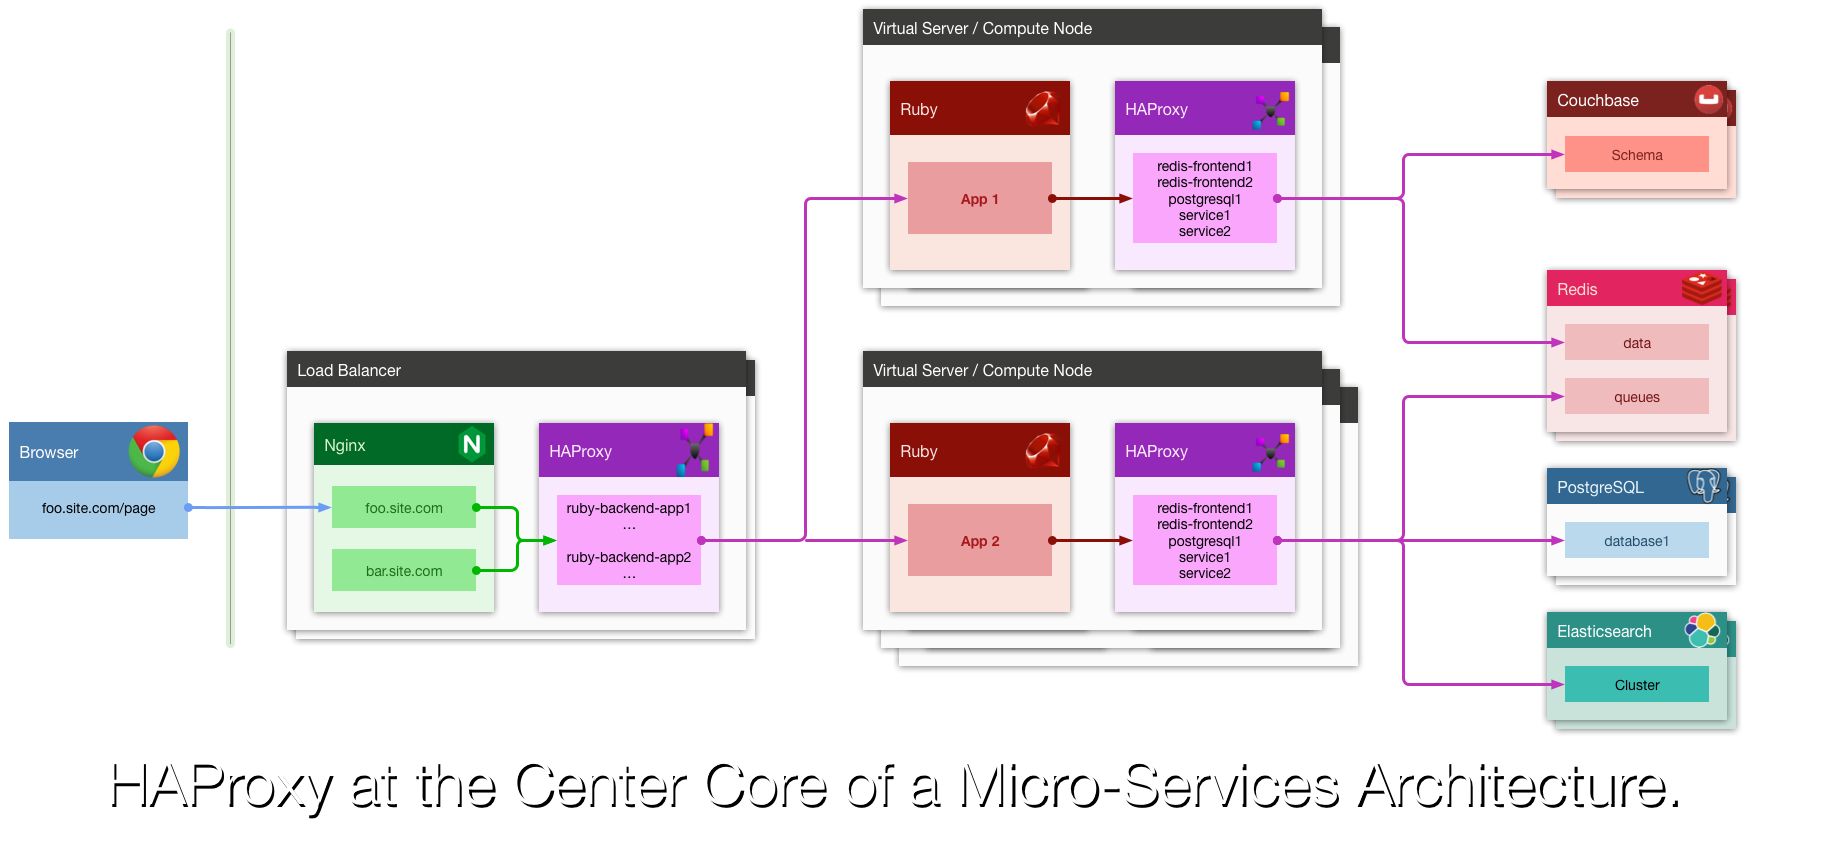 Browser
foo.site.com/page
Load Balancer
Nginx
foo.site.com
bar.site.com
HAProxy
ruby-backend-app1
...
ruby-backend-app2
...
Virtual Server / Compute Node
Ruby
App 1
HAProxy
redis-frontend1
redis-frontend2
postgresql1
service1
service2
Virtual Server / Compute Node
Ruby
App 2
HAProxy
redis-frontend1
redis-frontend2
postgresql1
service1
service2
Couchbase
Schema
Redis
data
queues
PostgreSQL
database1
Elasticsearch
Cluster
HAProxy at the Center Core of a Micro-Services Architecture.